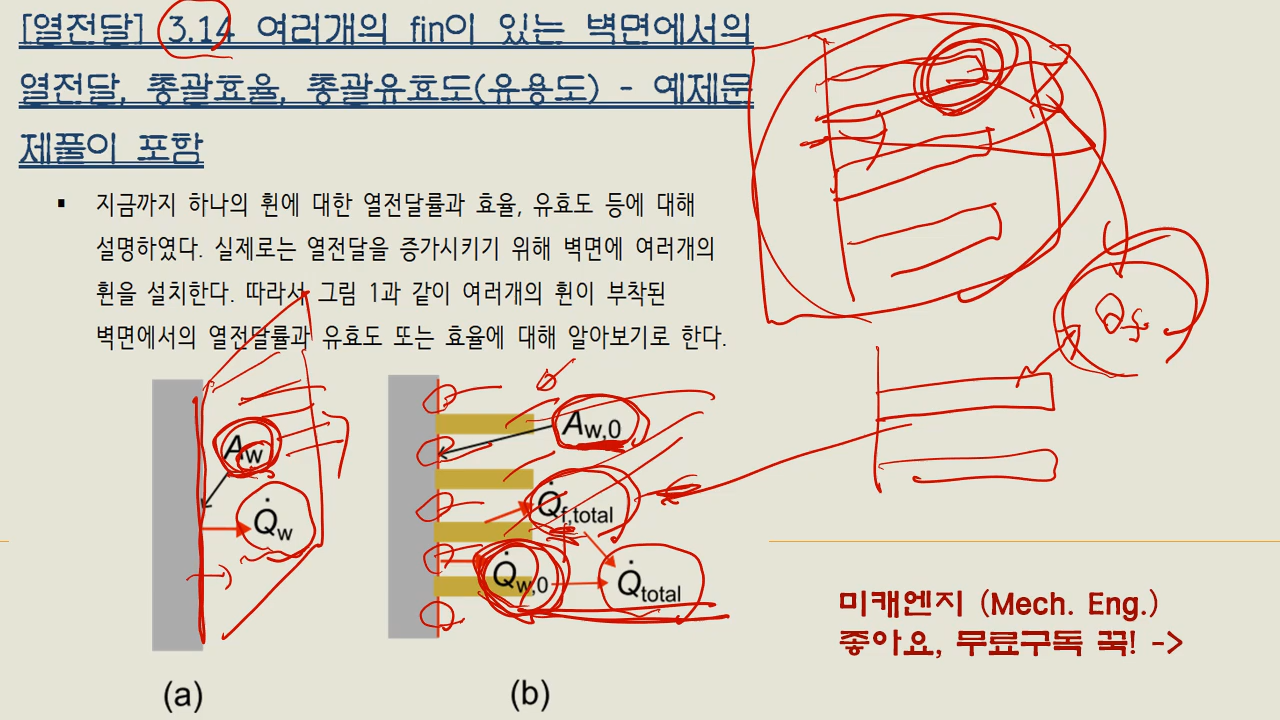 [열전달] 3.14 여러개의 fin이 있는 벽면에서의
열전달, 총괄효율, 총괄유효도(유용도) - 예제문
제풀이 포함
▪ 지금까지 하나의 휜에 대한 열전달률과 효율, 유효도 등에 대해
설명하였다. 실제로는 열전달을 증가시키기 위해 벽면에 여러개의
휜을 설치한다. 따라서 그림 1과 같이 여러개의 휜이 부착된
벽면에서의 열전달률과 유효도 또는 효율에 대해 알아보기로 한다.
Aw
Q̇w
(a)
Aw,0
Q̇f,total
Q̇w,0
Q̇total
(b)
Qf
미캐엔지 (Mech. Eng.)
좋아요, 무료구독 꾹! ->